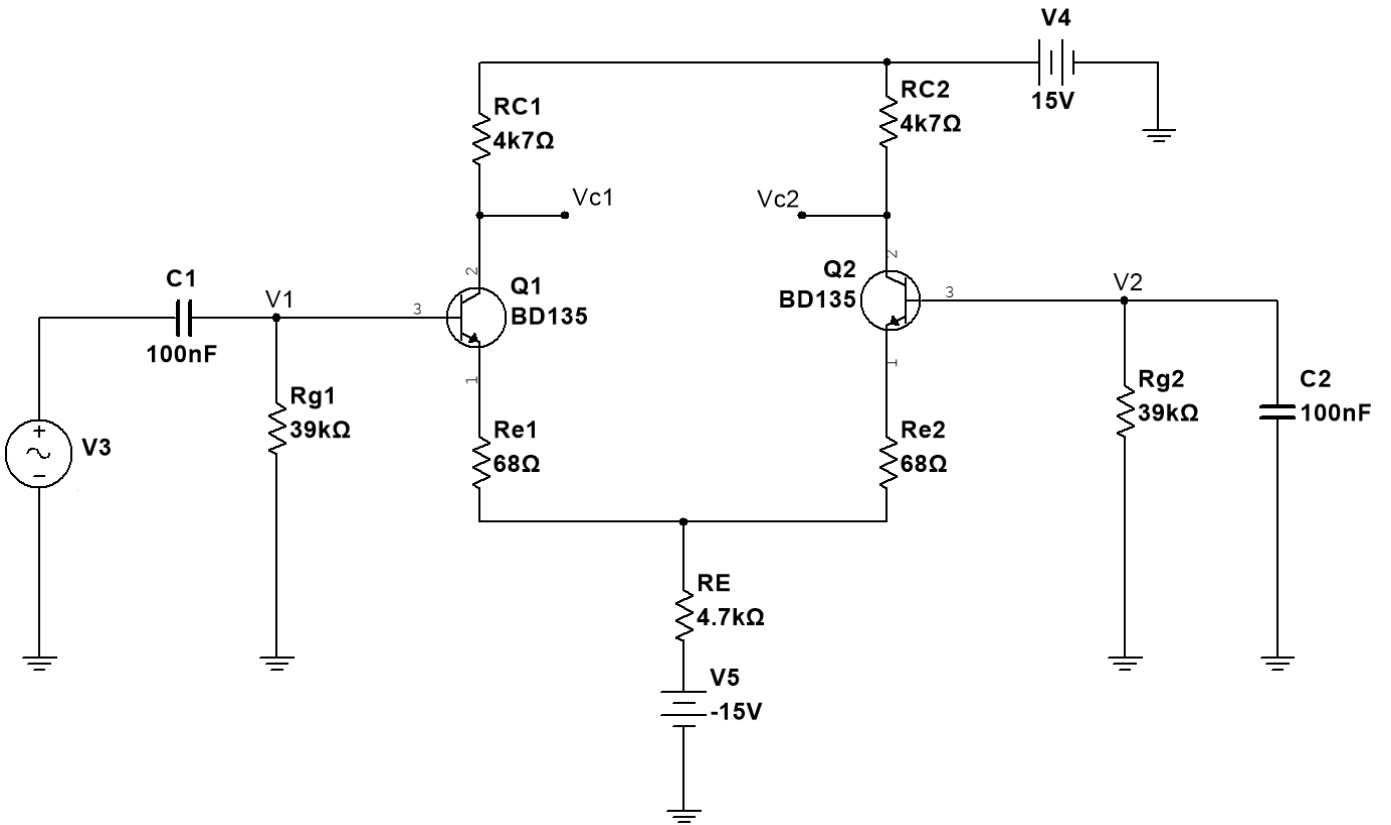 V4
15V
RC1
4k7Ω
RC2
4k7Ω
Vc1
Vc2
C1
100nF
V1
3
2
Q1
BD135
1
2
Q2
BD135
3
1
V2
V3
Rg1
39kΩ
Re1
68Ω
Re2
68Ω
Rg2
39kΩ
C2
100nF
RE
4.7kΩ
V5
-15V